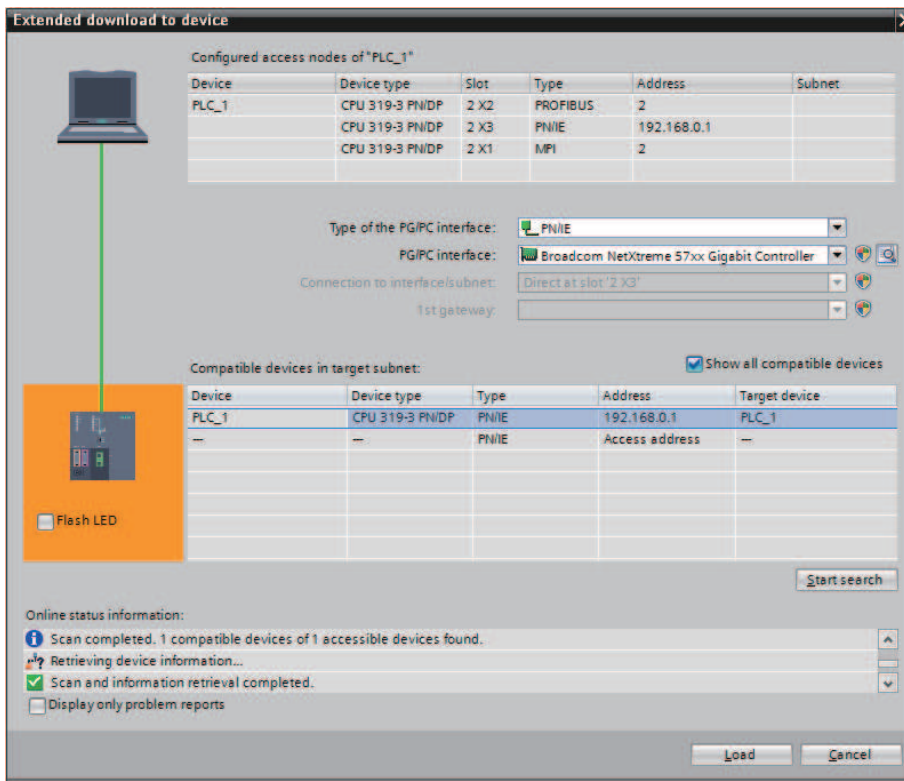 Extended download to device
Configured access nodes of "PLC_1"
Device Device type Slot Type Address Subnet
PLC_1 CPU 319-3 PN/DP 2 X2 PROFIBUS 2
CPU 319-3 PN/DP 2 X3 PN/IE 192.168.0.1
CPU 319-3 PN/DP 2 X1 MPI 2
Type of the PG/PC interface: PN/IE
PG/PC interface: Broadcom NetXtreme 57xx Gigabit Controller
Connection to interface/subnet: Direct at slot '2 X3'
1st gateway:
Compatible devices in target subnet: Show all compatible devices
Device Device type Type Address Target device
PLC_1 CPU 319-3 PN/DP PN/IE 192.168.0.1 PLC_1
— — PN/IE Access address —
Flash LED
Start search
Online status information:
Scan completed. 1 compatible devices of 1 accessible devices found.
Retrieving device information...
Scan and information retrieval completed.
Display only problem reports
Load Cancel